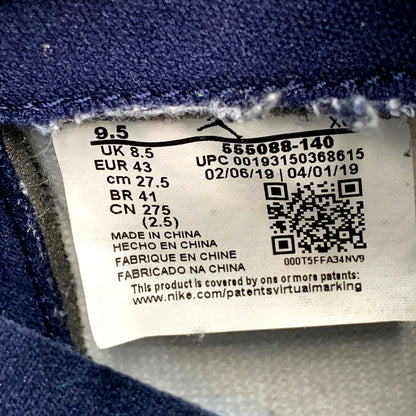 9.5
UK 8.5
EUR 43
cm 27.5
BR 41
CN 275
(2.5)
555088-140
UPC 00193150368615
02/06/19 04/01/19
000T5FFA34NV9
MADE IN CHINA
HECHO EN CHINA
FABRIQUE EN CHINE
FABRICADO NA CHINA
This product is covered by one or more patents:
www.nike.com/patentsvirtualmarking